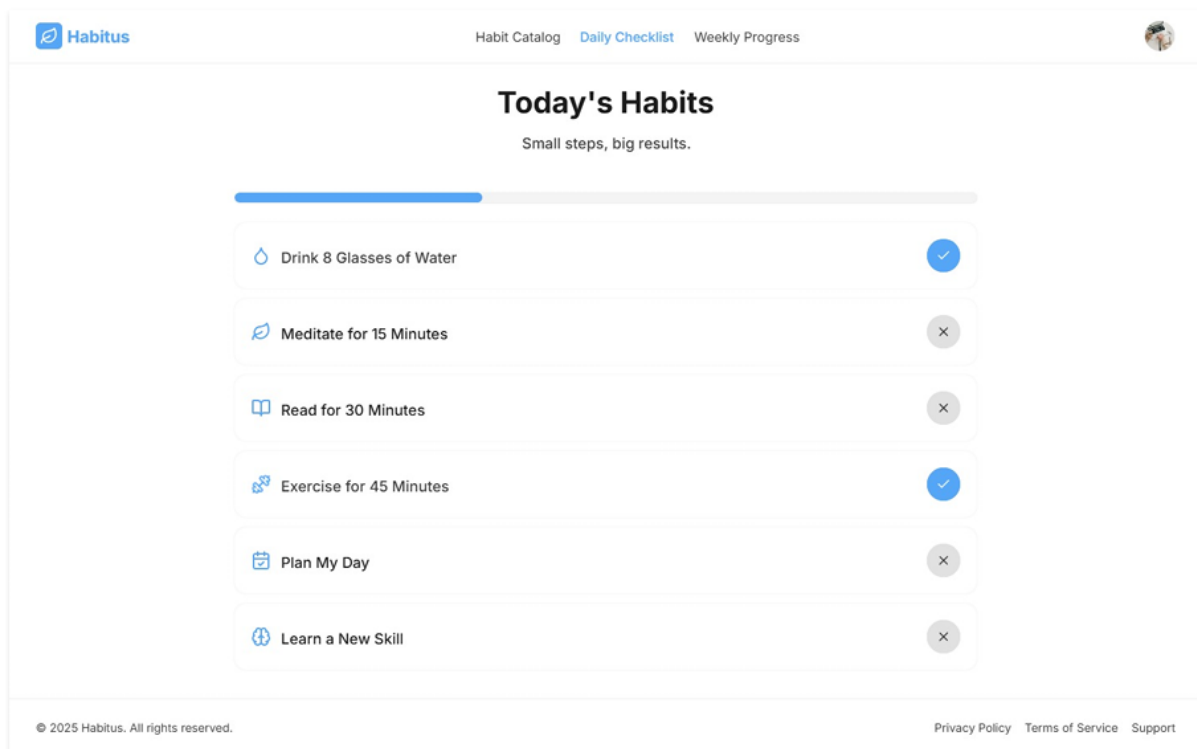 Habitus
Habit Catalog Daily Checklist Weekly Progress
Today's Habits
Small steps, big results.
Drink 8 Glasses of Water
Meditate for 15 Minutes
Read for 30 Minutes
Exercise for 45 Minutes
Plan My Day
Learn a New Skill
© 2025 Habitus. All rights reserved.
Privacy Policy Terms of Service Support